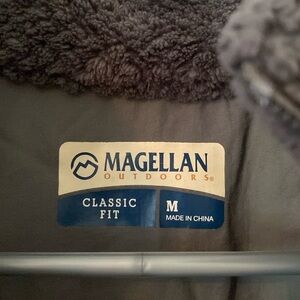 MAGELLAN
OUTDOORS®
CLASSIC
FIT
M
MADE IN CHINA